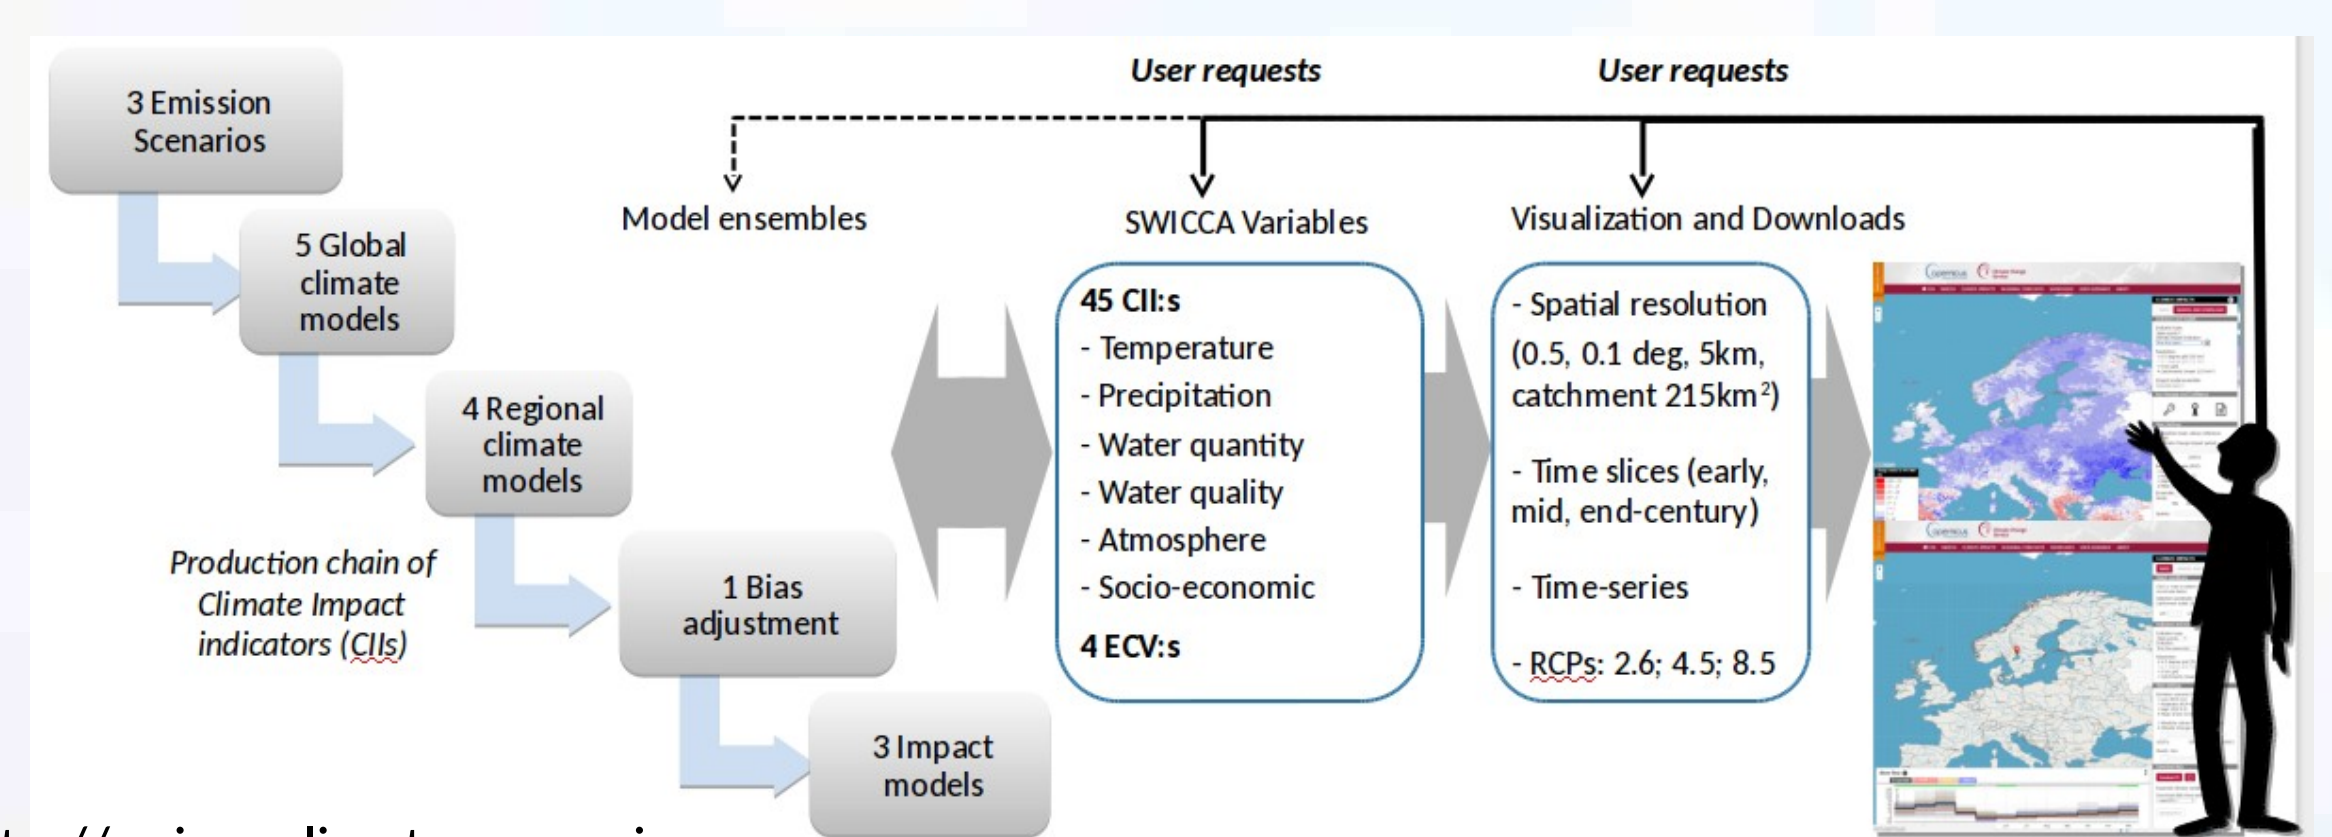 3 Emission
Scenarios
5 Global
climate
models
4 Regional
climate
models
1 Bias
adjustment
3 Impact
models
Production chain of
Climate Impact
indicators (CIIs)
User requests
User requests
Model ensembles
SWICCA Variables
45 CII:s
- Temperature
- Precipitation
- Water quantity
- Water quality
- Atmosphere
- Socio-economic
4 ECV:s
Visualization and Downloads
- Spatial resolution
(0.5, 0.1 deg, 5km,
catchment 215km²)
- Time slices (early,
mid, end-century)
- Time-series
- RCPs: 2.6; 4.5; 8.5